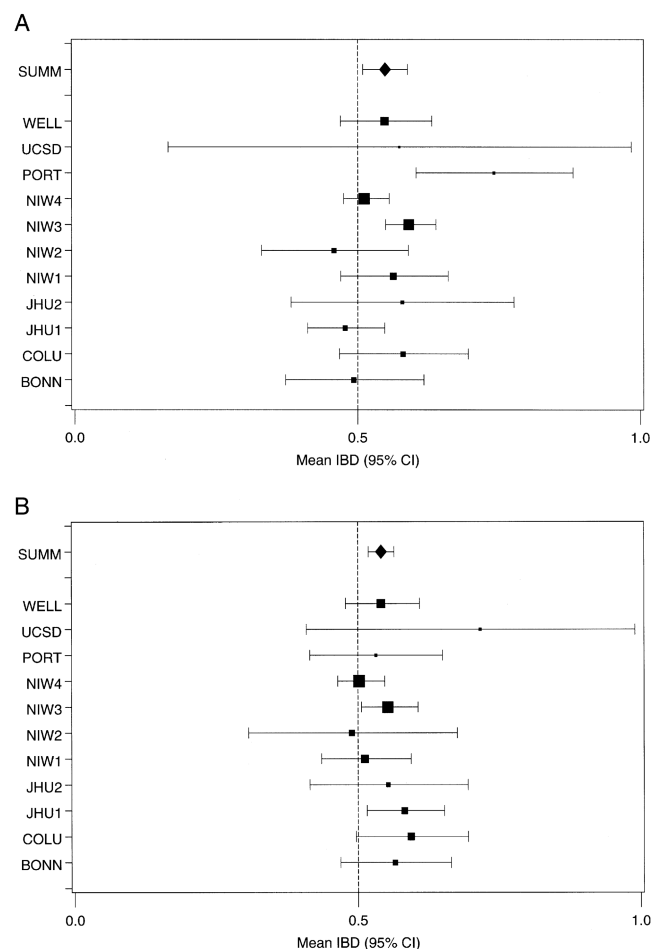 A
SUMM
WELL
UCSD
PORT
NIW4
NIW3
NIW2
NIW1
JHU2
JHU1
COLU
BONN
0.0 0.5 1.0
Mean IBD (95% CI)
B
SUMM
WELL
UCSD
PORT
NIW4
NIW3
NIW2
NIW1
JHU2
JHU1
COLU
BONN
0.0 0.5 1.0
Mean IBD (95% CI)